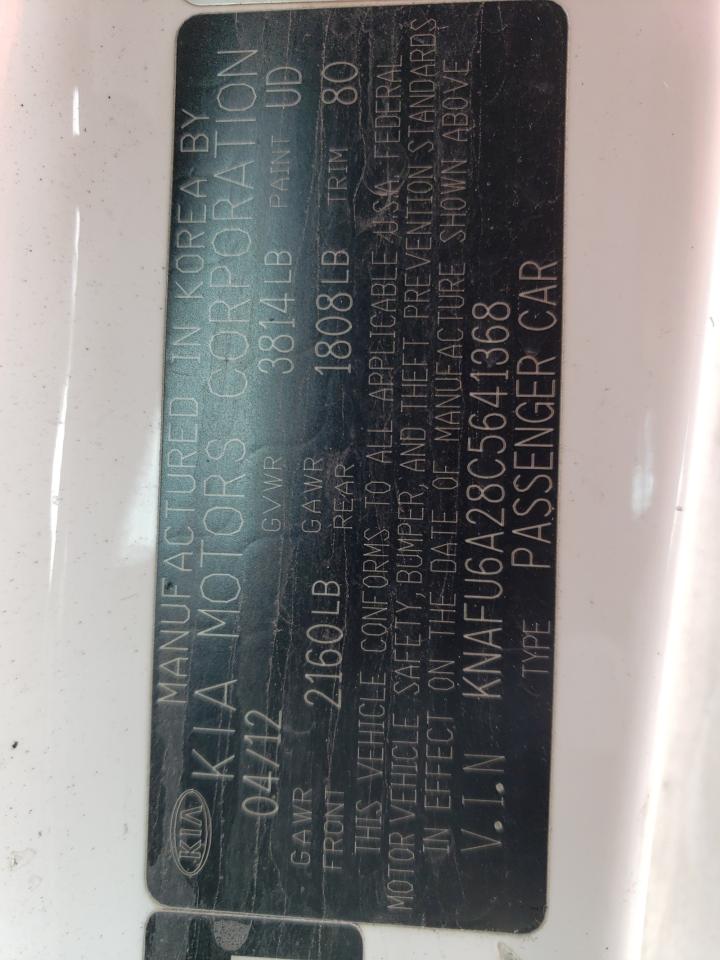 KIA
MANUFACTURED IN KOREA BY
KIA MOTORS CORPORATION
04/12 GVWR 3814LB PAINT UD
GAWR FRONT 2160LB GAWR REAR 1808LB TRIM 80
THIS VEHICLE CONFORMS TO ALL APPLICABLE U.S.A. FEDERAL
MOTOR VEHICLE SAFETY, BUMPER, AND THEFT PREVENTION STANDARDS
IN EFFECT ON THE DATE OF MANUFACTURE SHOWN ABOVE
V.I.N KNAFU6A28C5641368
TYPE PASSENGER CAR